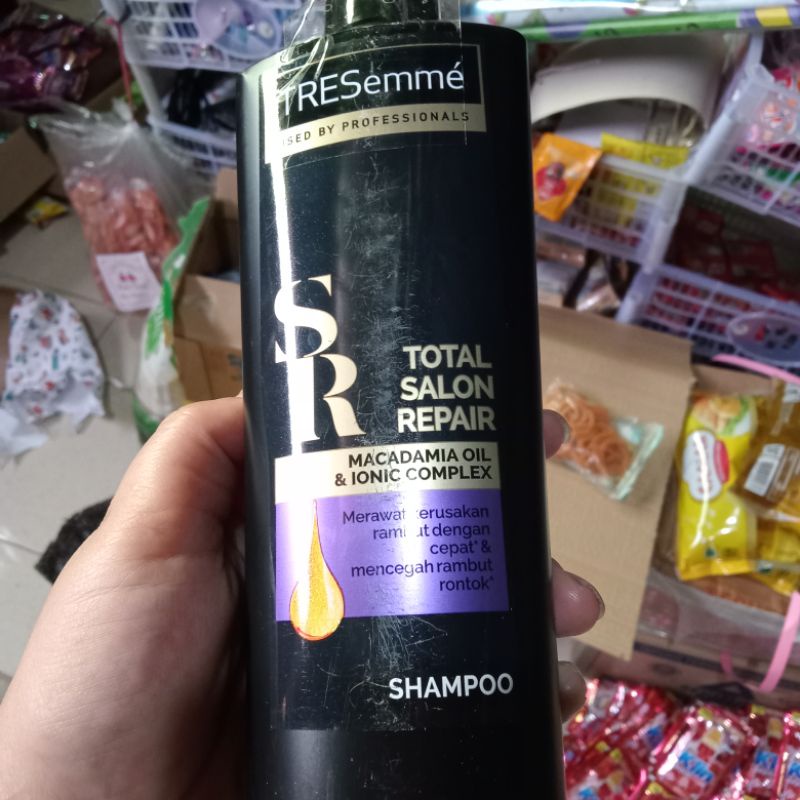 TRESemmé
USED BY PROFESSIONALS
SR
TOTAL
SALON
REPAIR
MACADAMIA OIL
& IONIC COMPLEX
Merawat kerusakan
rambut dengan
cepat* &
mencegah rambut
rontok^
SHAMPOO